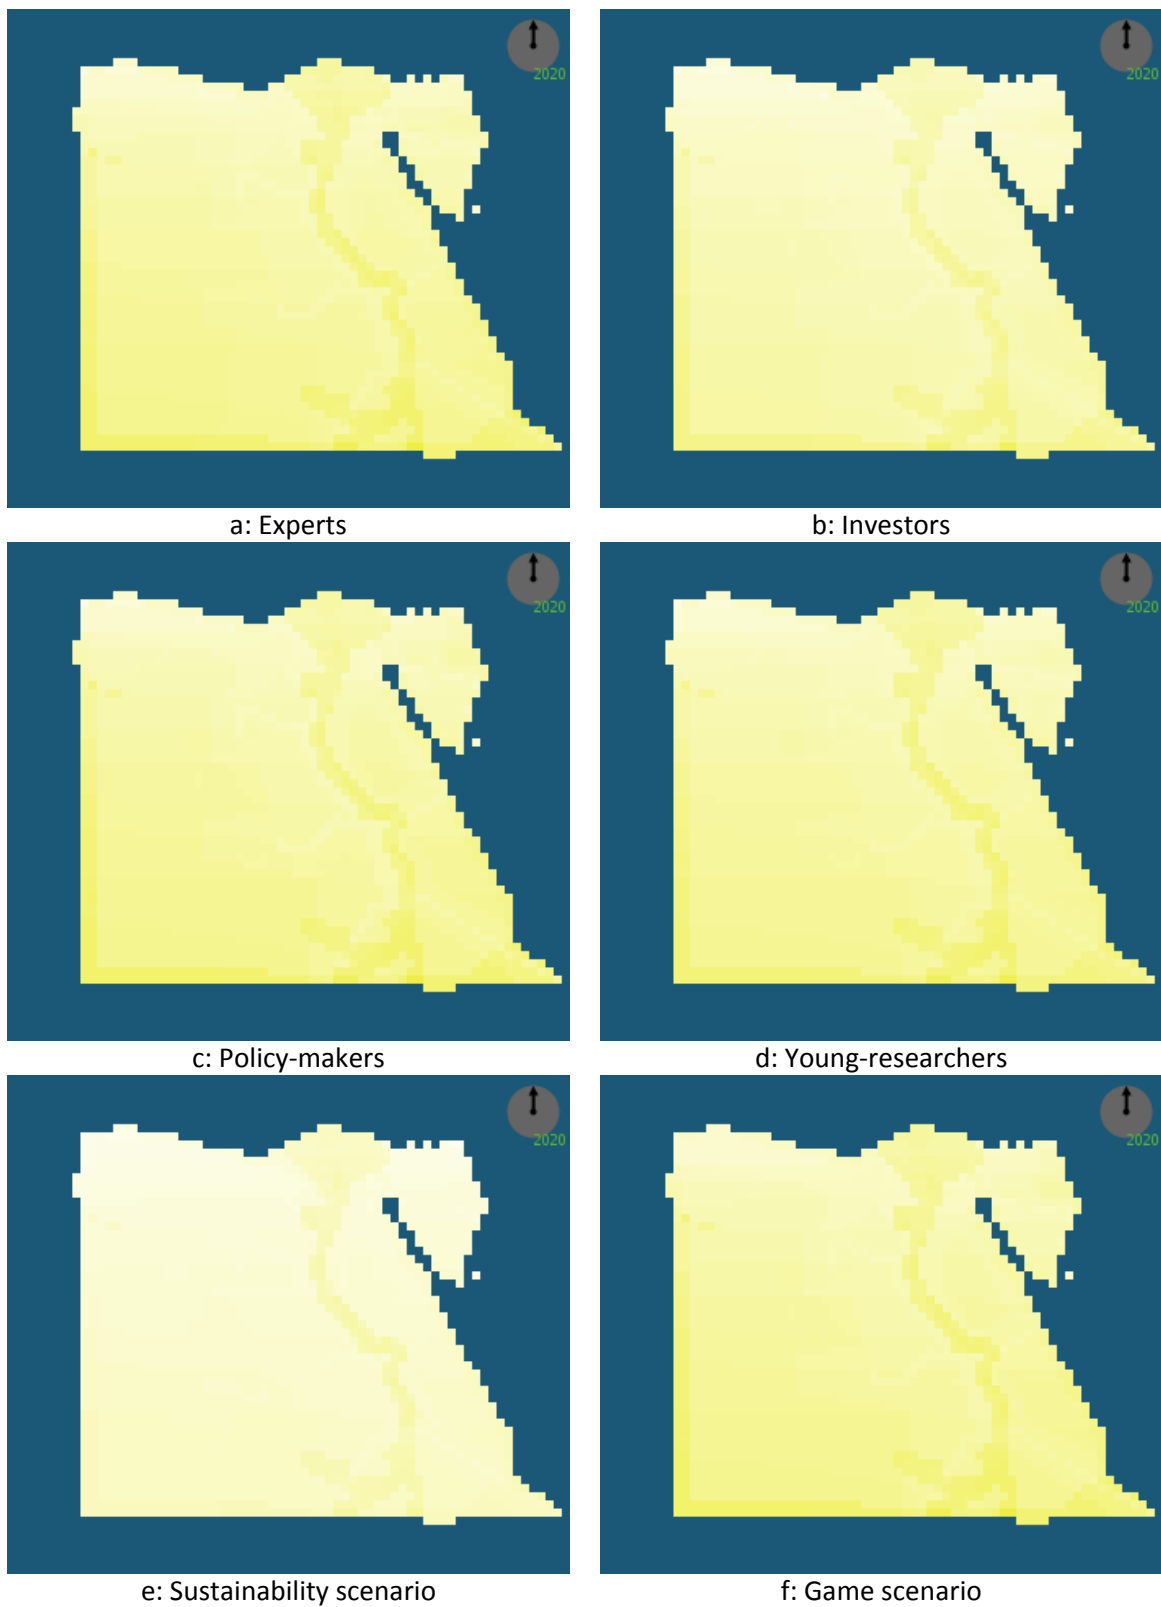 2020
2020
a: Experts
b: Investors
2020
2020
c: Policy-makers
d: Young-researchers
2020
2020
e: Sustainability scenario
f: Game scenario